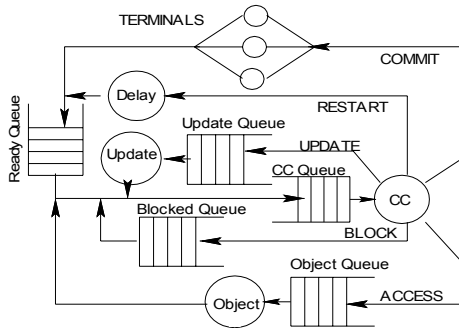 TERMINALS
COMMIT
Delay
RESTART
Ready Queue
Update Queue
Update
UPDATE
CC Queue
CC
Blocked Queue
BLOCK
Object Queue
Object
ACCESS